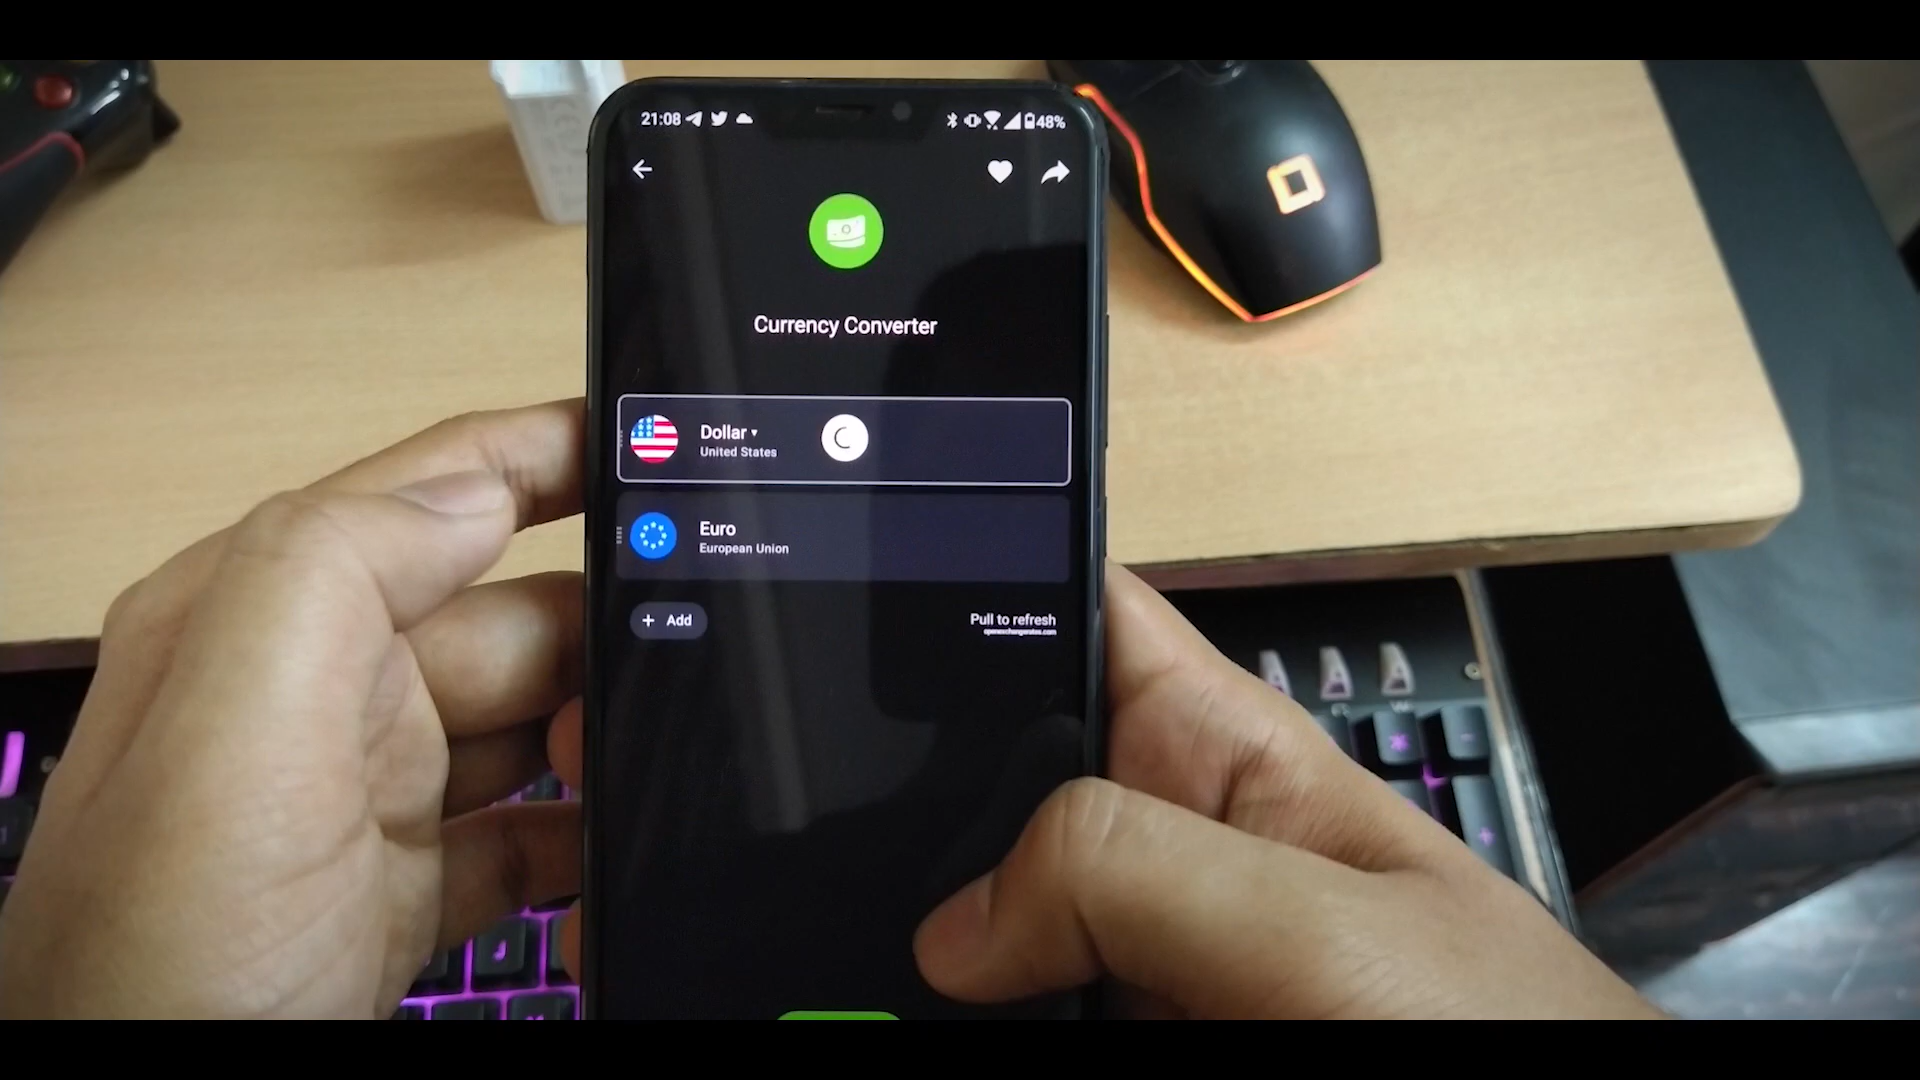 21:08
48%
Currency Converter
Dollar
United States
Euro
European Union
+ Add
Pull to refresh
openexchangerates.com